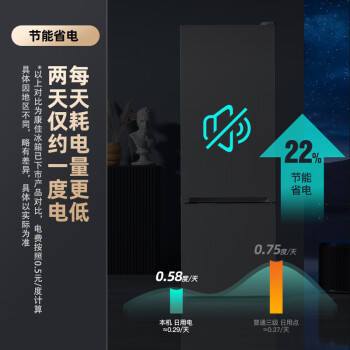 节能省电
每天耗电量更低
两天仅约一度电
*以上对比为康佳冰箱已下市产品对比，电费按照0.5元/度计算
具体因地区不同，略有差异，具体以实际为准
22%
节能
省电
0.75度/天
0.58度/天
本机 日用电
≈0.29/天
普通三级 日用点
≈0.37/天